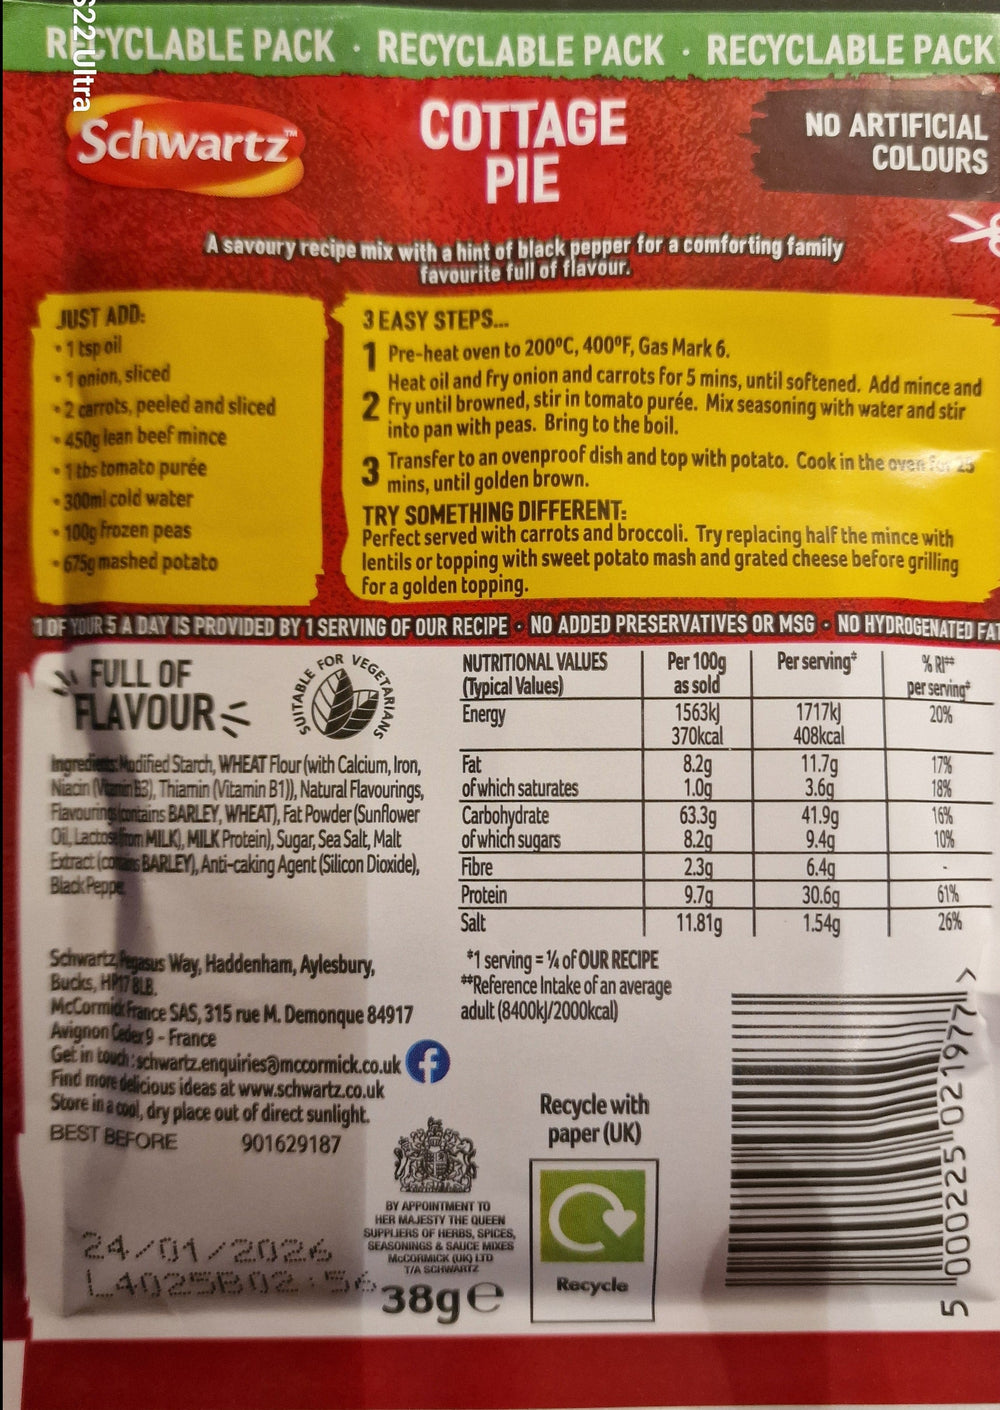 S22 Ultra
RECYCLABLE PACK · RECYCLABLE PACK · RECYCLABLE PACK
Schwartz™
COTTAGE
PIE
NO ARTIFICIAL
COLOURS
A savoury recipe mix with a hint of black pepper for a comforting family
favourite full of flavour.
JUST ADD:
• 1 tsp oil
• 1 onion, sliced
• 2 carrots, peeled and sliced
• 450g lean beef mince
• 1 tbs tomato purée
• 300ml cold water
• 100g frozen peas
• 675g mashed potato
3 EASY STEPS...
1 Pre-heat oven to 200ºC, 400ºF, Gas Mark 6.
2 Heat oil and fry onion and carrots for 5 mins, until softened. Add mince and
fry until browned, stir in tomato purée. Mix seasoning with water and stir
into pan with peas. Bring to the boil.
3 Transfer to an ovenproof dish and top with potato. Cook in the oven for 25
mins, until golden brown.
TRY SOMETHING DIFFERENT:
Perfect served with carrots and broccoli. Try replacing half the mince with
lentils or topping with sweet potato mash and grated cheese before grilling
for a golden topping.
1 OF YOUR 5 A DAY IS PROVIDED BY 1 SERVING OF OUR RECIPE • NO ADDED PRESERVATIVES OR MSG • NO HYDROGENATED FAT
FULL OF
FLAVOUR
SUITABLE FOR VEGETARIANS
Ingredients: Modified Starch, WHEAT Flour (with Calcium, Iron,
Niacin (Vitamin B3), Thiamin (Vitamin B1)), Natural Flavourings,
Flavourings (contains BARLEY, WHEAT), Fat Powder (Sunflower
Oil, Lactose (from MILK), MILK Protein), Sugar, Sea Salt, Malt
Extract (contains BARLEY), Anti-caking Agent (Silicon Dioxide),
Black Pepper
NUTRITIONAL VALUES Per 100g Per serving‡ % RI‡‡
(Typical Values) as sold per serving‡
Energy 1563kJ 1717kJ 20%
370kcal 408kcal
Fat 8.2g 11.7g 17%
of which saturates 1.0g 3.6g 18%
Carbohydrate 63.3g 41.9g 16%
of which sugars 8.2g 9.4g 10%
Fibre 2.3g 6.4g -
Protein 9.7g 30.6g 61%
Salt 11.81g 1.54g 26%
‡1 serving = ¼ of OUR RECIPE
‡‡Reference Intake of an average
adult (8400kJ/2000kcal)
Schwartz, Pegasus Way, Haddenham, Aylesbury,
Bucks, HP17 8LB.
McCormick France SAS, 315 rue M. Demonque 84917
Avignon Cedex 9 - France
Get in touch: schwartz.enquiries@mccormick.co.uk
Find more delicious ideas at www.schwartz.co.uk
Store in a cool, dry place out of direct sunlight.
BEST BEFORE 901629187
24/01/2026
L4025B02:56
BY APPOINTMENT TO
HER MAJESTY THE QUEEN
SUPPLIERS OF HERBS, SPICES,
SEASONINGS & SAUCE MIXES
McCORMICK (UK) LTD
T/A SCHWARTZ
38g e
Recycle with
paper (UK)
Recycle
5 000225 021977 >